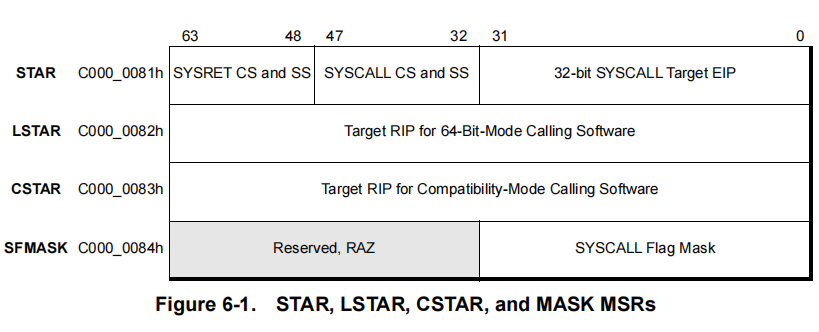 63 48 47 32 31 0
STAR C000_0081h SYSRET CS and SS SYSCALL CS and SS 32-bit SYSCALL Target EIP
LSTAR C000_0082h Target RIP for 64-Bit-Mode Calling Software
CSTAR C000_0083h Target RIP for Compatibility-Mode Calling Software
SFMASK C000_0084h Reserved, RAZ SYSCALL Flag Mask
Figure 6-1. STAR, LSTAR, CSTAR, and MASK MSRs